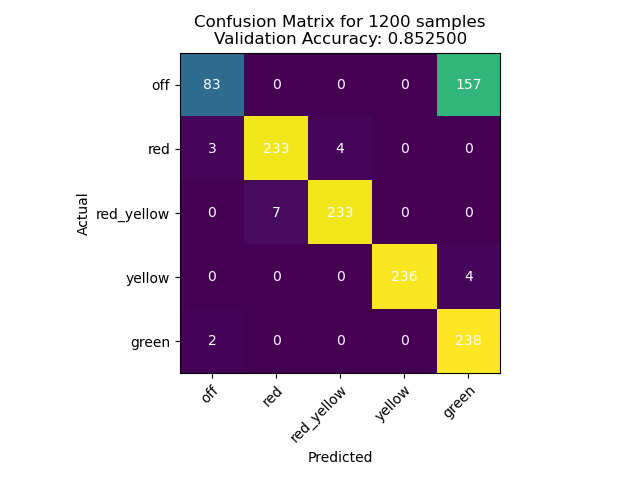 Confusion Matrix for 1200 samples
Validation Accuracy: 0.852500
off 83 0 0 0 157
red 3 233 4 0 0
red_yellow 0 7 233 0 0
yellow 0 0 0 236 4
green 2 0 0 0 238
Actual
off red red_yellow yellow green
Predicted